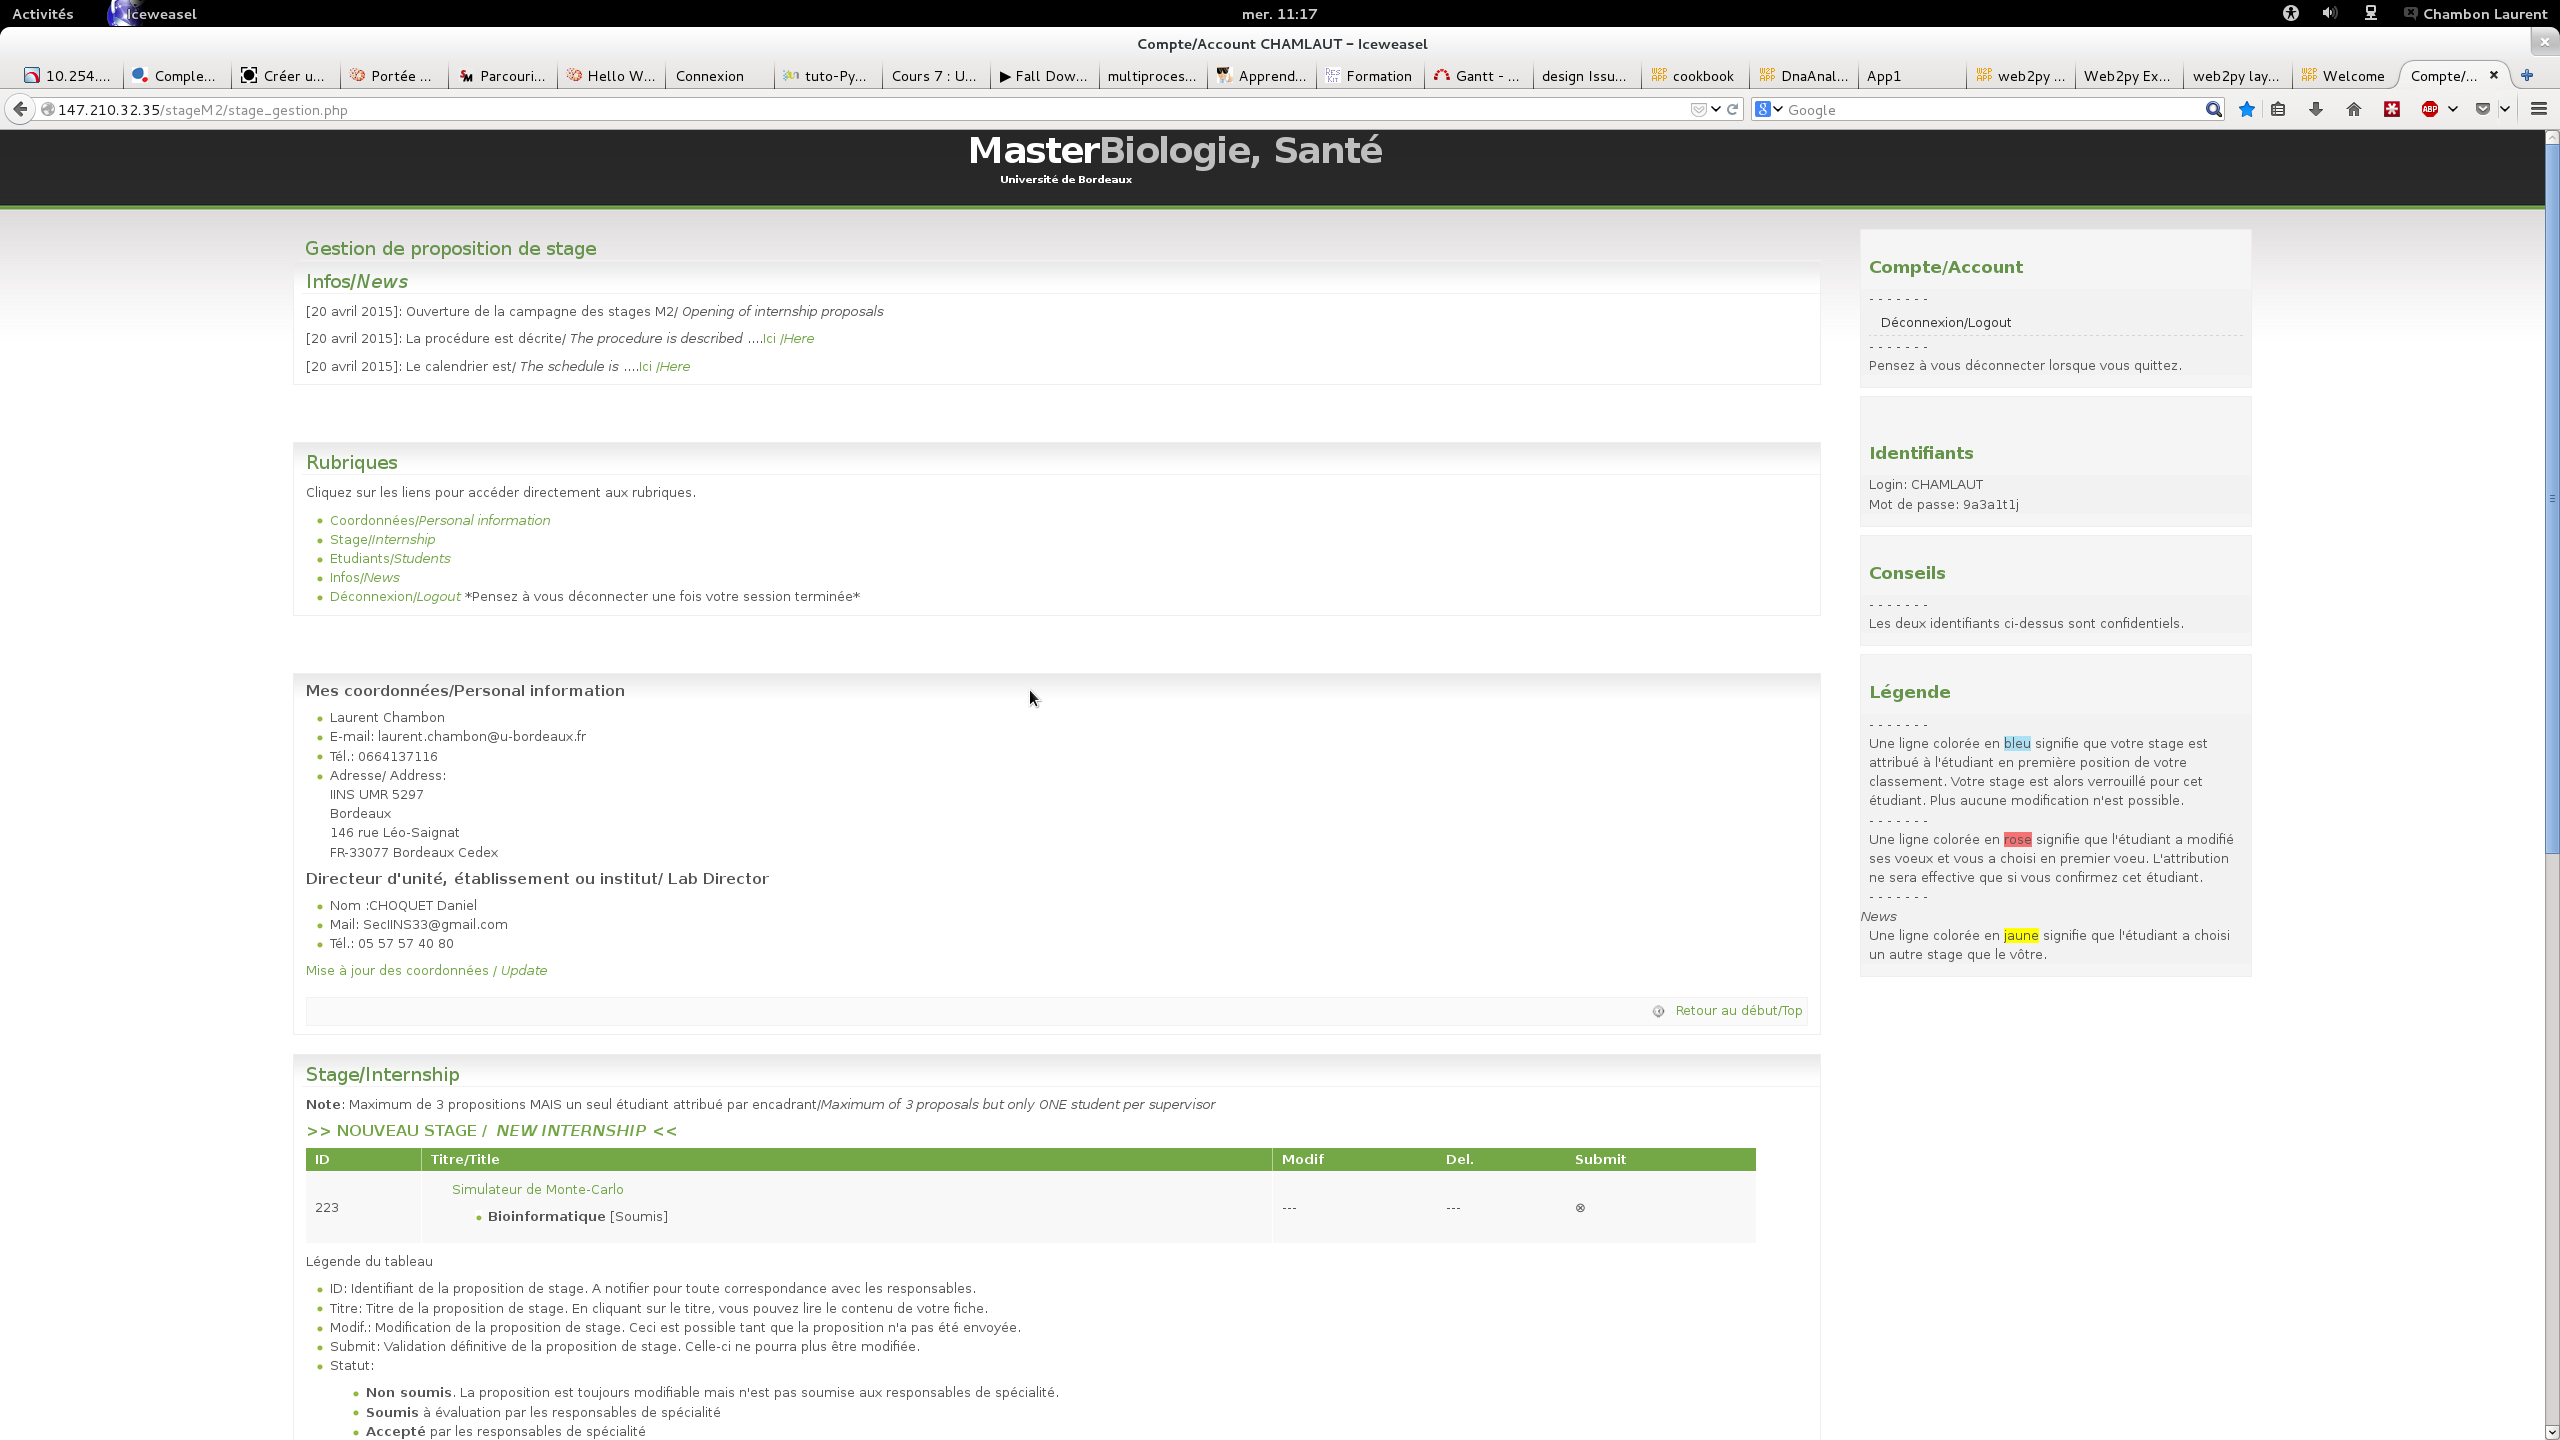 Activités
Iceweasel
mer. 11:17
Chambon Laurent
Compte/Account CHAMLAUT – Iceweasel
10.254....
Comple...
Créer u...
Portée ...
Parcouri...
Hello W...
Connexion
tuto-Py...
Cours 7 : U...
▶ Fall Dow...
multiproces...
Apprend...
Formation
Gantt - ...
design Issu...
cookbook
DnaAnal...
App1
web2py ...
Web2py Ex...
web2py lay...
Welcome
Compte/...
147.210.32.35/stageM2/stage_gestion.php
Google
ABP
MasterBiologie, Santé
Université de Bordeaux
Gestion de proposition de stage
Infos/News
[20 avril 2015]: Ouverture de la campagne des stages M2/ Opening of internship proposals
[20 avril 2015]: La procédure est décrite/ The procedure is described ....Ici /Here
[20 avril 2015]: Le calendrier est/ The schedule is ....Ici /Here
Rubriques
Cliquez sur les liens pour accéder directement aux rubriques.
Coordonnées/Personal information
Stage/Internship
Etudiants/Students
Infos/News
Déconnexion/Logout *Pensez à vous déconnecter une fois votre session terminée*
Mes coordonnées/Personal information
Laurent Chambon
E-mail: laurent.chambon@u-bordeaux.fr
Tél.: 0664137116
Adresse/ Address:
IINS UMR 5297
Bordeaux
146 rue Léo-Saignat
FR-33077 Bordeaux Cedex
Directeur d'unité, établissement ou institut/ Lab Director
Nom :CHOQUET Daniel
Mail: SecIINS33@gmail.com
Tél.: 05 57 57 40 80
Mise à jour des coordonnées / Update
Retour au début/Top
Stage/Internship
Note: Maximum de 3 propositions MAIS un seul étudiant attribué par encadrant/Maximum of 3 proposals but only ONE student per supervisor
>> NOUVEAU STAGE / NEW INTERNSHIP <<
ID Titre/Title Modif Del. Submit
Simulateur de Monte-Carlo
223 --- --- ⊗
Bioinformatique [Soumis]
Légende du tableau
ID: Identifiant de la proposition de stage. A notifier pour toute correspondance avec les responsables.
Titre: Titre de la proposition de stage. En cliquant sur le titre, vous pouvez lire le contenu de votre fiche.
Modif.: Modification de la proposition de stage. Ceci est possible tant que la proposition n'a pas été envoyée.
Submit: Validation définitive de la proposition de stage. Celle-ci ne pourra plus être modifiée.
Statut:
Non soumis. La proposition est toujours modifiable mais n'est pas soumise aux responsables de spécialité.
Soumis à évaluation par les responsables de spécialité
Accepté par les responsables de spécialité
Compte/Account
- - - - - - -
Déconnexion/Logout
- - - - - - -
Pensez à vous déconnecter lorsque vous quittez.
Identifiants
Login: CHAMLAUT
Mot de passe: 9a3a1t1j
Conseils
- - - - - - -
Les deux identifiants ci-dessus sont confidentiels.
Légende
- - - - - - -
Une ligne colorée en bleu signifie que votre stage est
attribué à l'étudiant en première position de votre
classement. Votre stage est alors verrouillé pour cet
étudiant. Plus aucune modification n'est possible.
- - - - - - -
Une ligne colorée en rose signifie que l'étudiant a modifié
ses voeux et vous a choisi en premier voeu. L'attribution
ne sera effective que si vous confirmez cet étudiant.
- - - - - - -
News
Une ligne colorée en jaune signifie que l'étudiant a choisi
un autre stage que le vôtre.